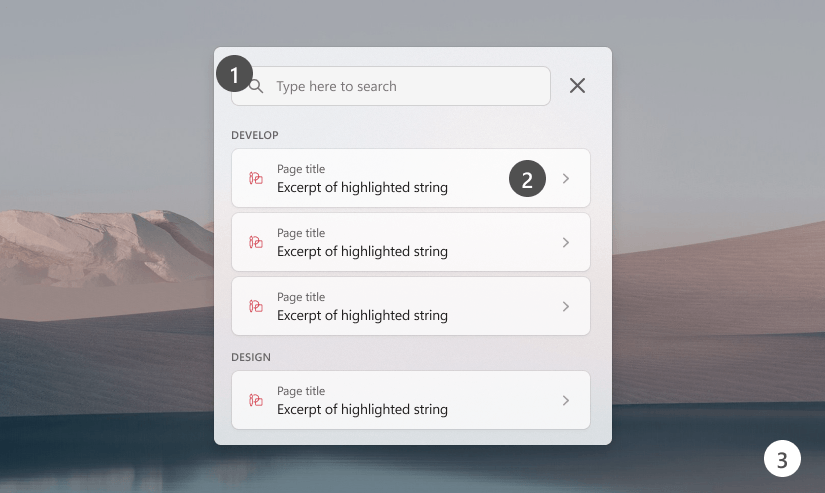 1
Type here to search
DEVELOP
Page title
Excerpt of highlighted string
2
Page title
Excerpt of highlighted string
Page title
Excerpt of highlighted string
DESIGN
Page title
Excerpt of highlighted string
3